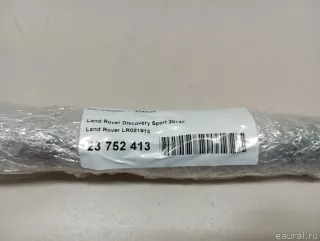 Land Rover Discovery Sport 2014>
Land Rover LR021813
23 752 413
eaural.ru